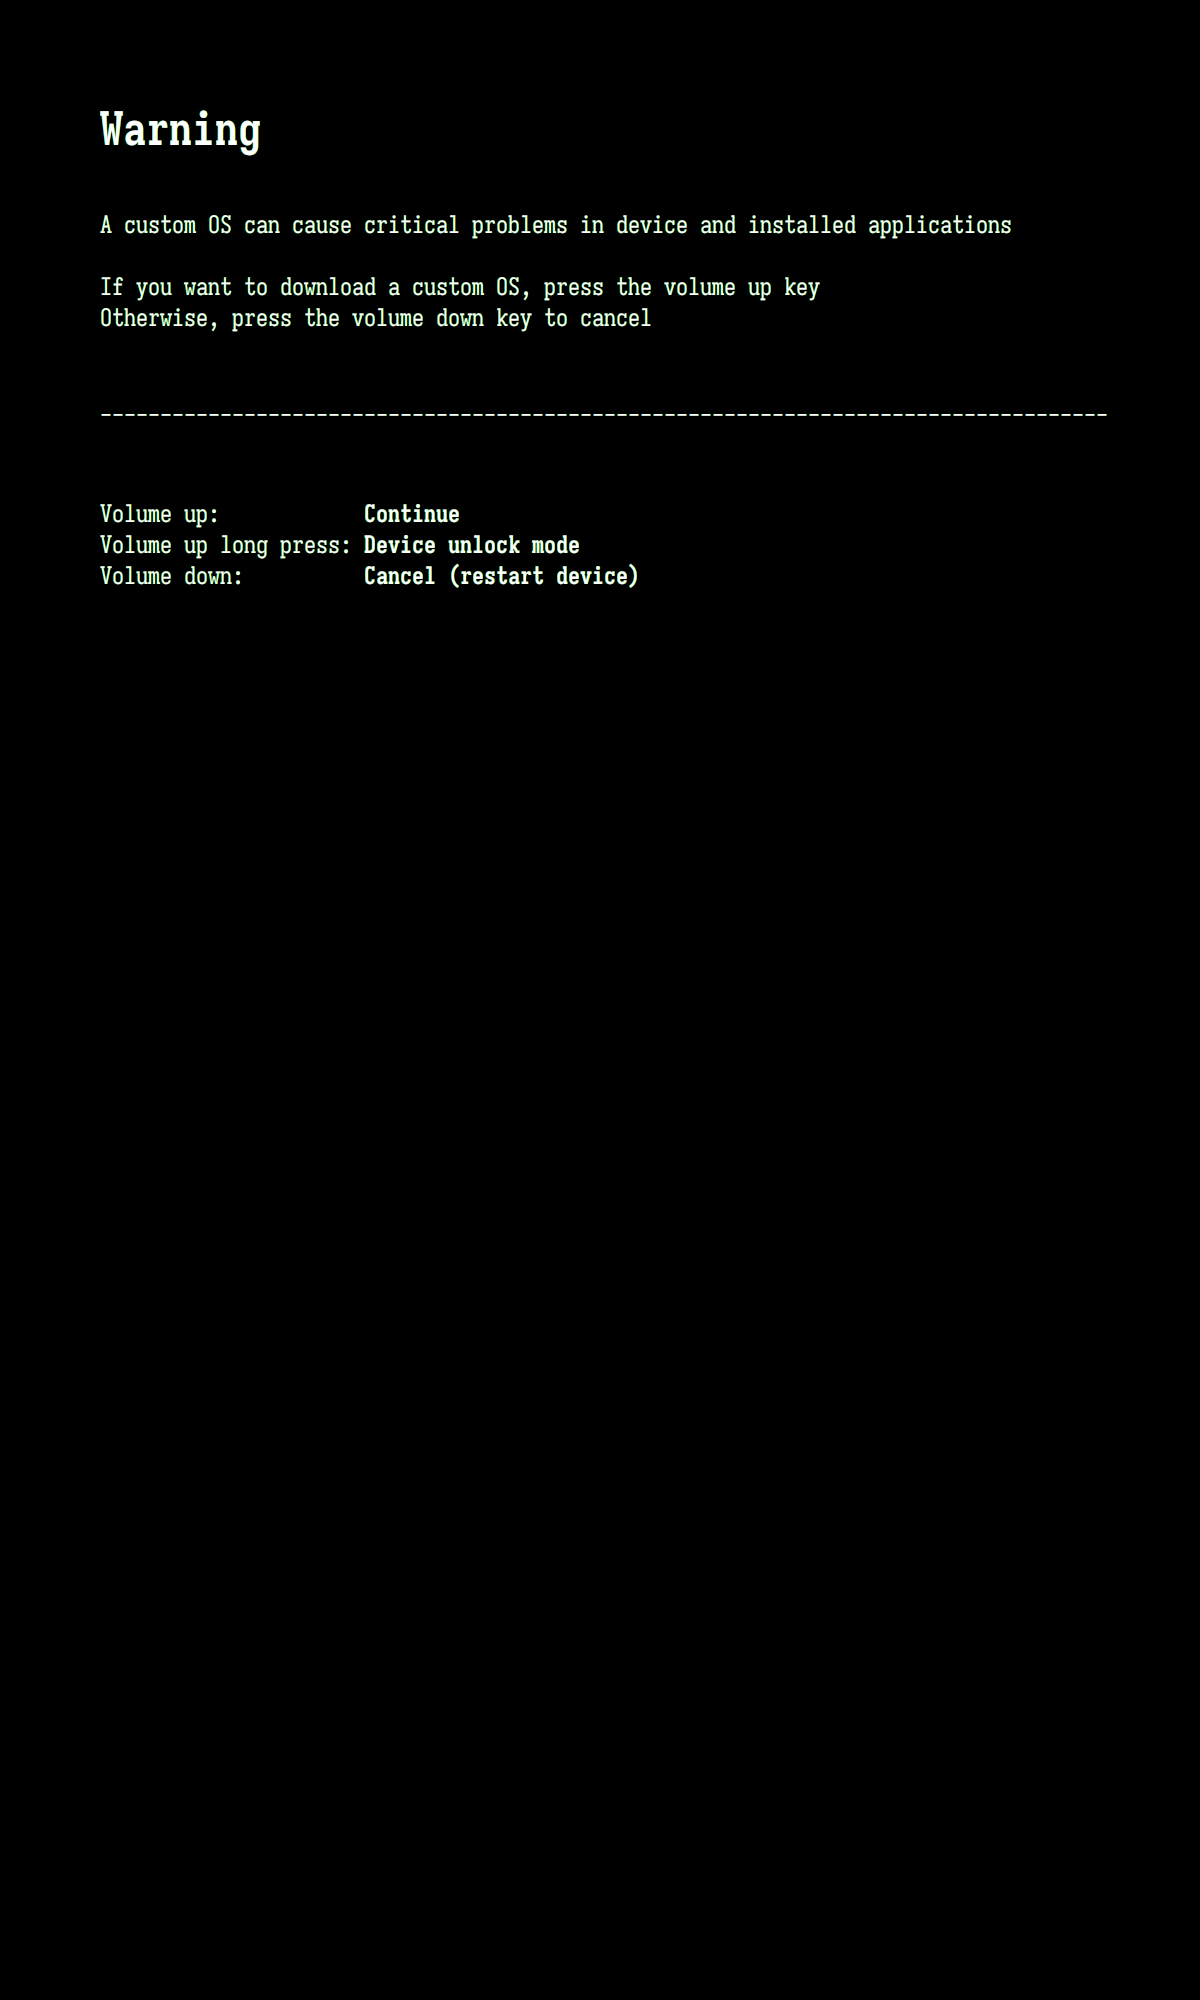 Warning
A custom OS can cause critical problems in device and installed applications
If you want to download a custom OS, press the volume up key
Otherwise, press the volume down key to cancel
------------------------------------------------------------------------------------
Volume up: Continue
Volume up long press: Device unlock mode
Volume down: Cancel (restart device)